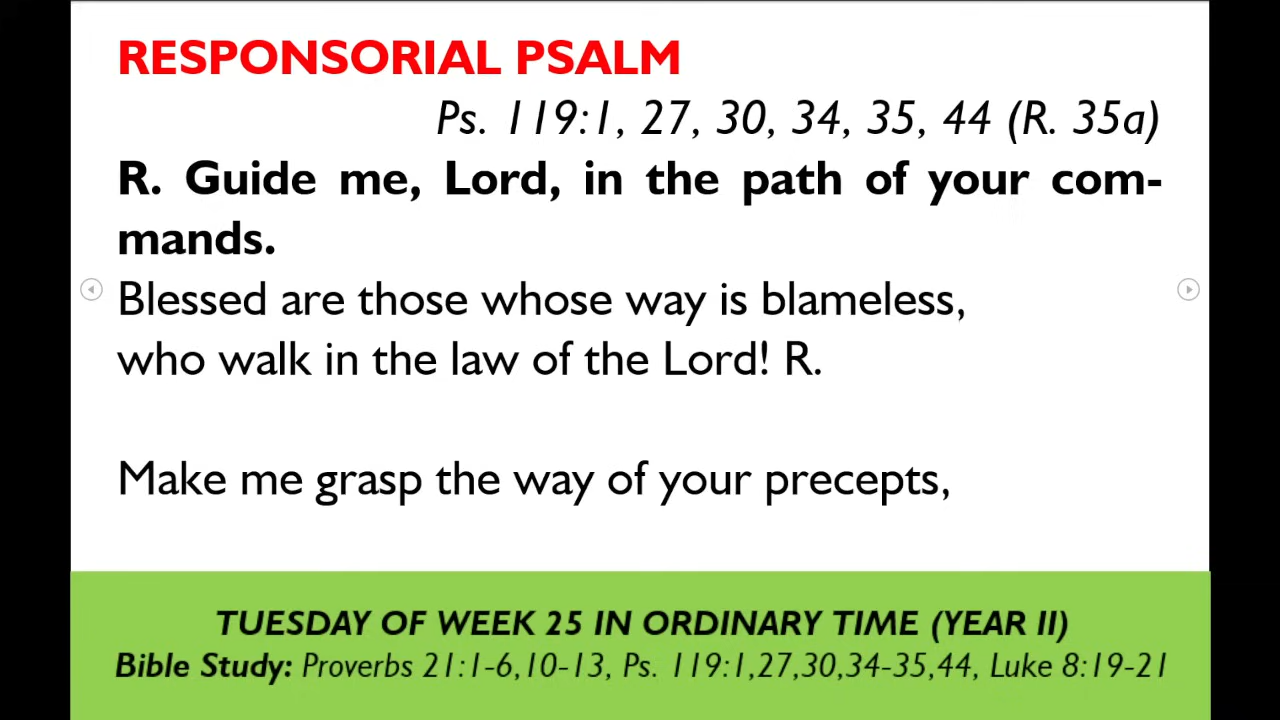 RESPONSORIAL PSALM
Ps. 119:1, 27, 30, 34, 35, 44 (R. 35a)
R. Guide me, Lord, in the path of your com-
mands.
Blessed are those whose way is blameless,
who walk in the law of the Lord! R.
Make me grasp the way of your precepts,
TUESDAY OF WEEK 25 IN ORDINARY TIME (YEAR II)
Bible Study: Proverbs 21:1-6,10-13, Ps. 119:1,27,30,34-35,44, Luke 8:19-21